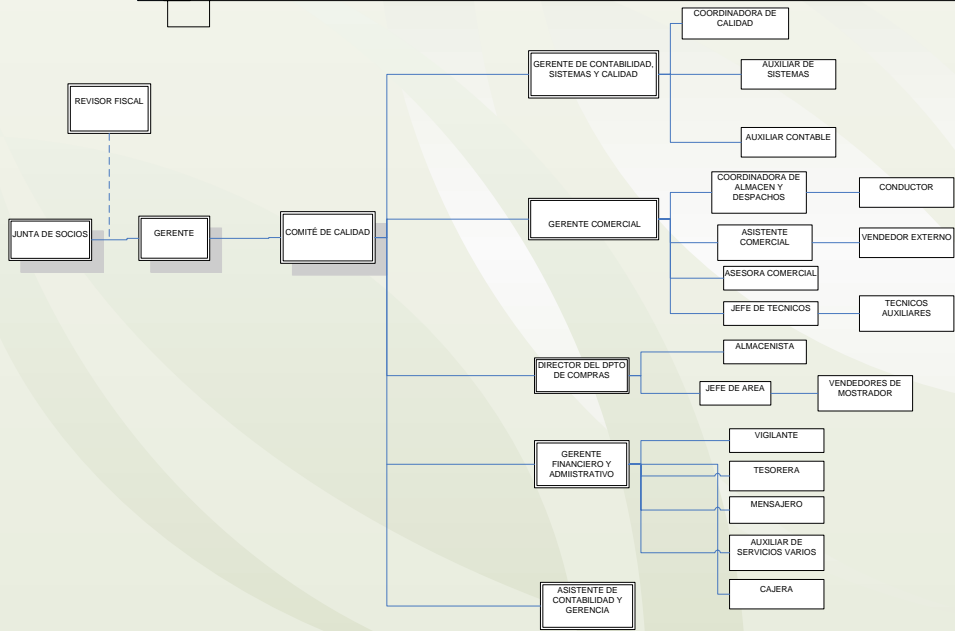 COORDINADORA DE
CALIDAD
GERENTE DE CONTABILIDAD,
SISTEMAS Y CALIDAD
AUXILIAR DE
SISTEMAS
REVISOR FISCAL
AUXILIAR CONTABLE
COORDINADORA DE
ALMACEN Y
DESPACHOS
CONDUCTOR
JUNTA DE SOCIOS
GERENTE
COMITÉ DE CALIDAD
GERENTE COMERCIAL
ASISTENTE
COMERCIAL
VENDEDOR EXTERNO
ASESORA COMERCIAL
JEFE DE TECNICOS
TECNICOS
AUXILIARES
DIRECTOR DEL DPTO
DE COMPRAS
ALMACENISTA
JEFE DE AREA
VENDEDORES DE
MOSTRADOR
GERENTE
FINANCIERO Y
ADMIISTRATIVO
VIGILANTE
TESORERA
MENSAJERO
AUXILIAR DE
SERVICIOS VARIOS
CAJERA
ASISTENTE DE
CONTABILIDAD Y
GERENCIA